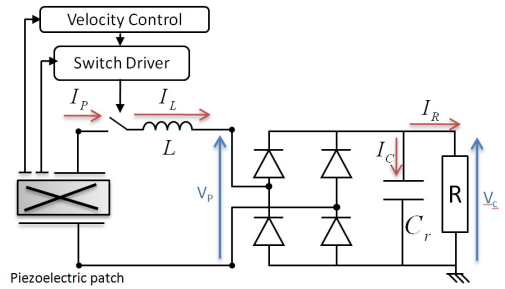 Velocity Control
Switch Driver
I_P
I_L
L
I_R
I_C
V_P
R
V_c
C_r
Piezoelectric patch